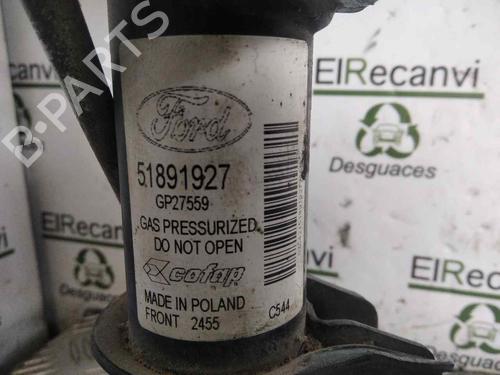 Ford
51891927
GP27559
GAS PRESSURIZED
DO NOT OPEN
cofap
MADE IN POLAND
FRONT 2455
C544
B-PARTS
ElRecanvi
Desguaces
ElRecanvi
Desguaces
ElRecanvi